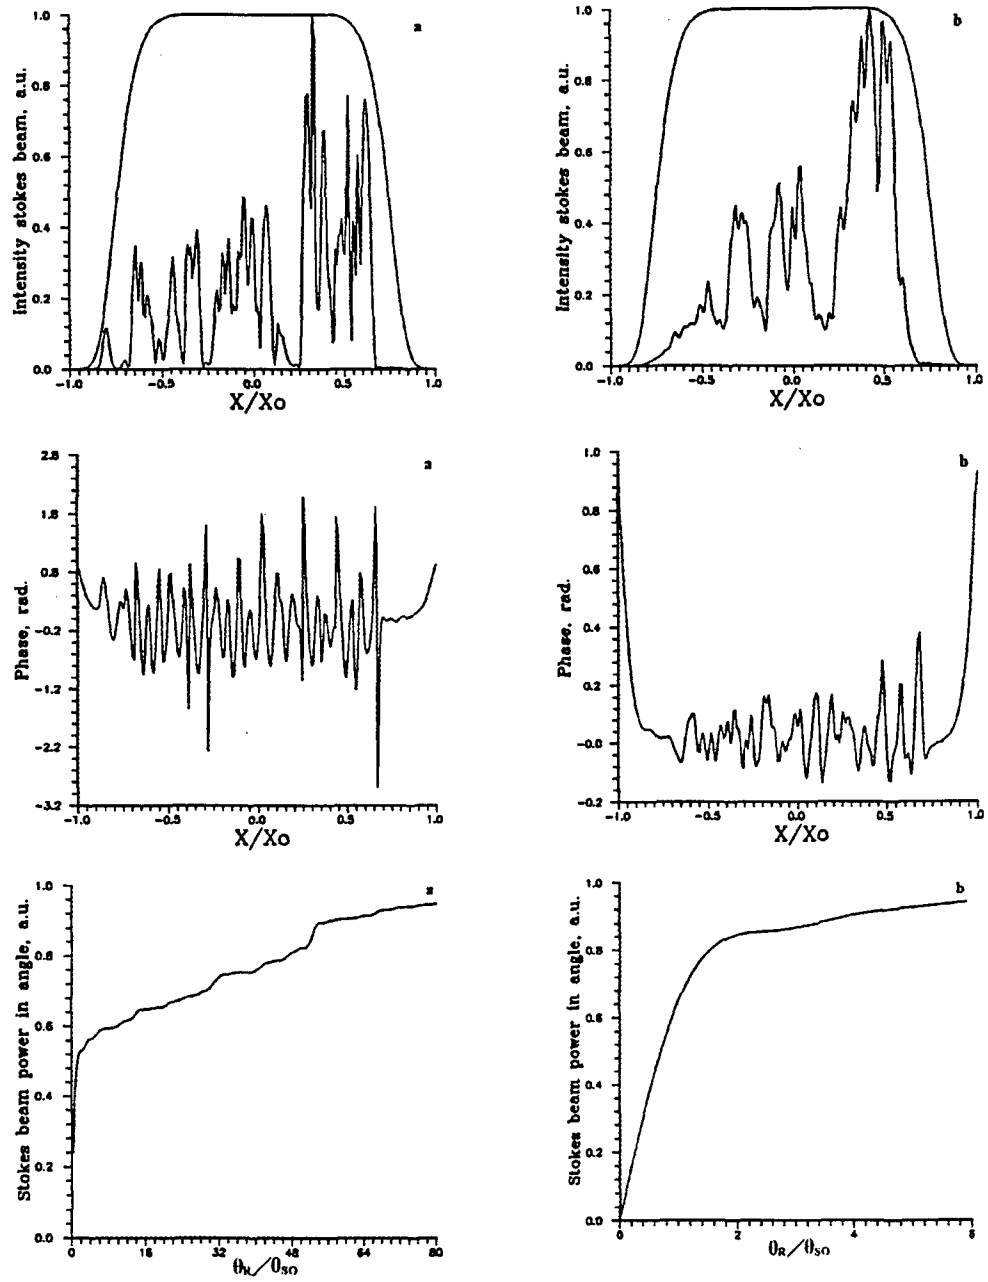 a
Intensity stokes beam, a.u.
1.0
0.8
0.6
0.4
0.2
0.0
-1.0 -0.5 0.0 0.5 1.0
X/Xo
b
Intensity stokes beam, a.u.
1.0
0.8
0.6
0.4
0.2
0.0
-1.0 -0.5 0.0 0.5 1.0
X/Xo
a
Phase, rad.
2.8
1.8
0.8
-0.2
-1.2
-2.2
-3.2
-1.0 -0.5 0.0 0.5 1.0
X/Xo
b
Phase, rad.
1.0
0.8
0.6
0.4
0.2
-0.0
-0.2
-1.0 -0.5 0.0 0.5 1.0
X/Xo
a
Stokes beam power in angle, a.u.
1.0
0.8
0.6
0.4
0.2
0.0
0 16 32 48 64 80
θR/θSO
b
Stokes beam power in angle, a.u.
1.0
0.8
0.6
0.4
0.2
0.0
0 2 4 6
θR/θSO